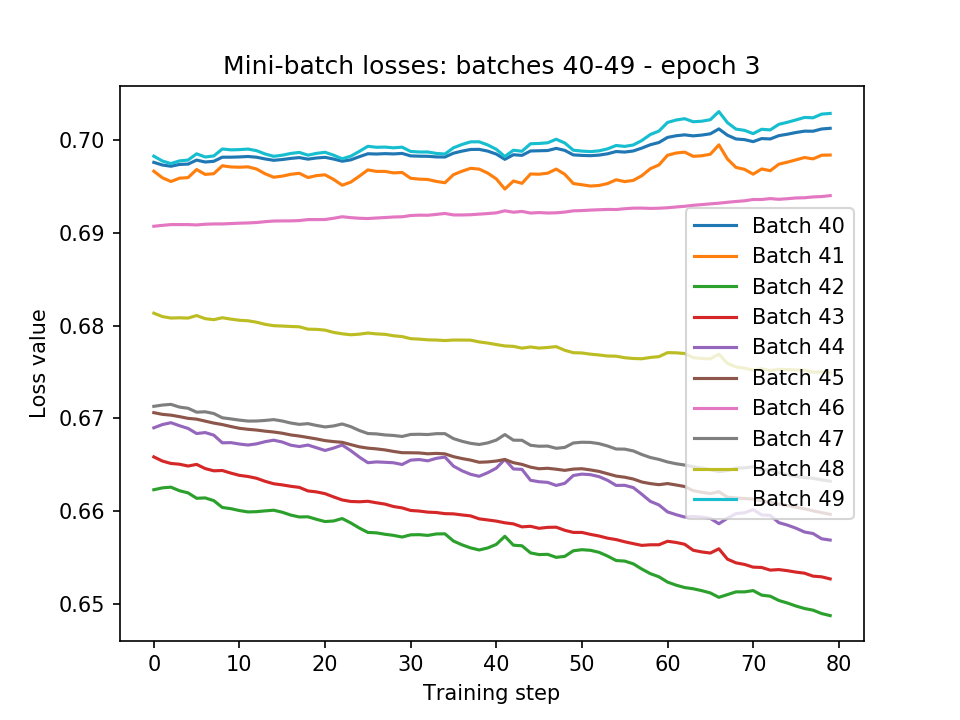 Mini-batch losses: batches 40-49 - epoch 3
Loss value
0.70
0.69
0.68
0.67
0.66
0.65
Batch 40
Batch 41
Batch 42
Batch 43
Batch 44
Batch 45
Batch 46
Batch 47
Batch 48
Batch 49
0 10 20 30 40 50 60 70 80
Training step